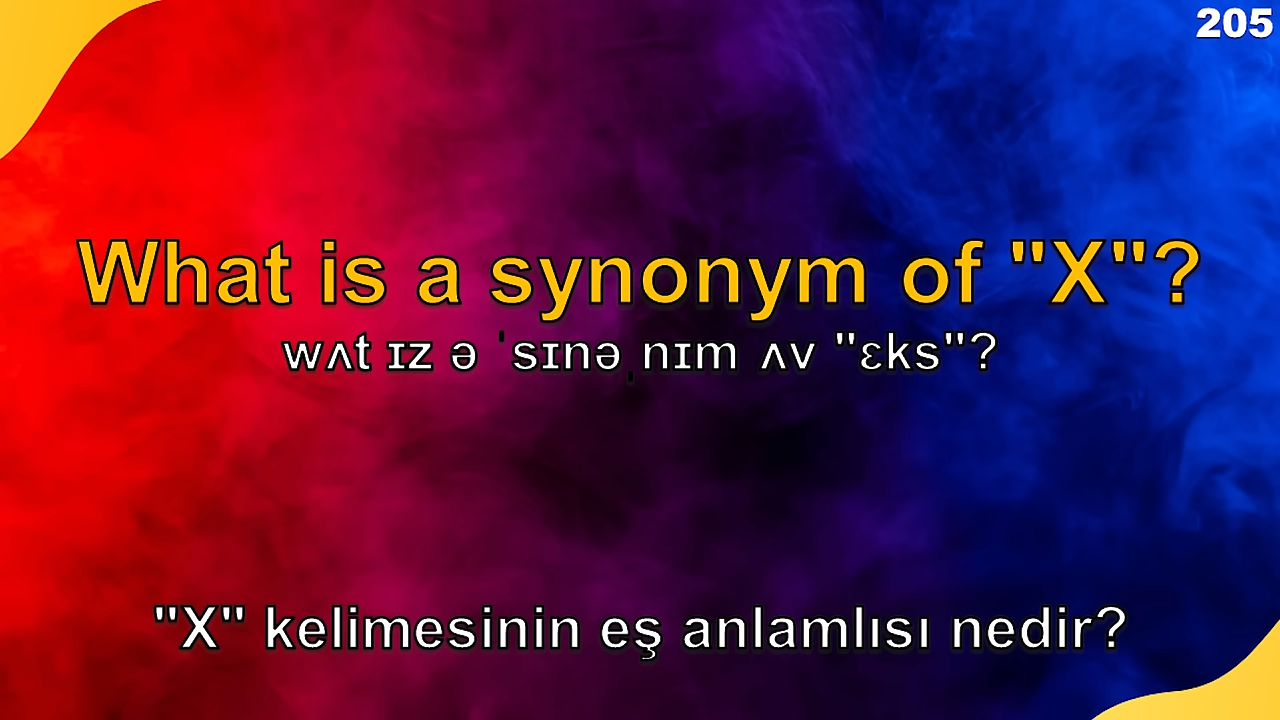 205
What is a synonym of "X"?
wʌt ɪz ə ˈsɪnəˌnɪm ʌv "ɛks"?
"X" kelimesinin eş anlamlısı nedir?